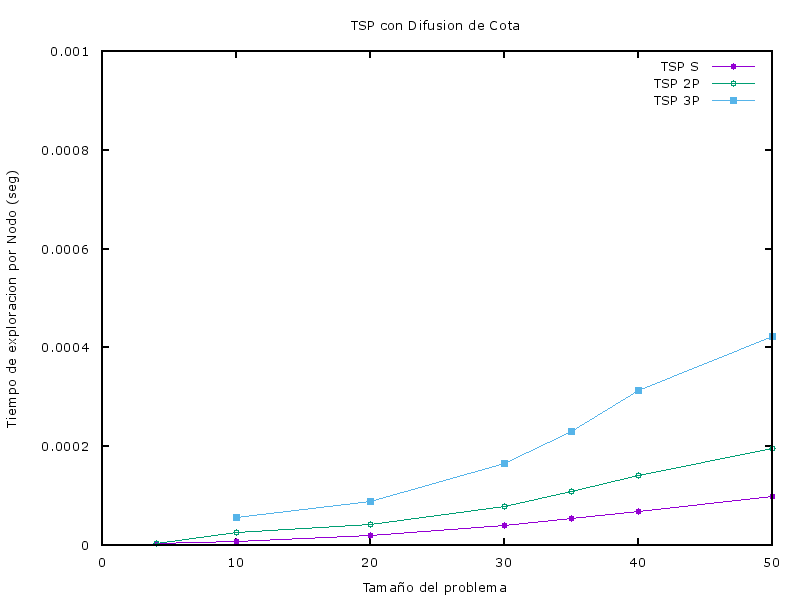 TSP con Difusion de Cota
TSP S
TSP 2P
TSP 3P
Tiempo de exploracion por Nodo (seg)
0.001
0.0008
0.0006
0.0004
0.0002
0
0 10 20 30 40 50
Tamaño del problema